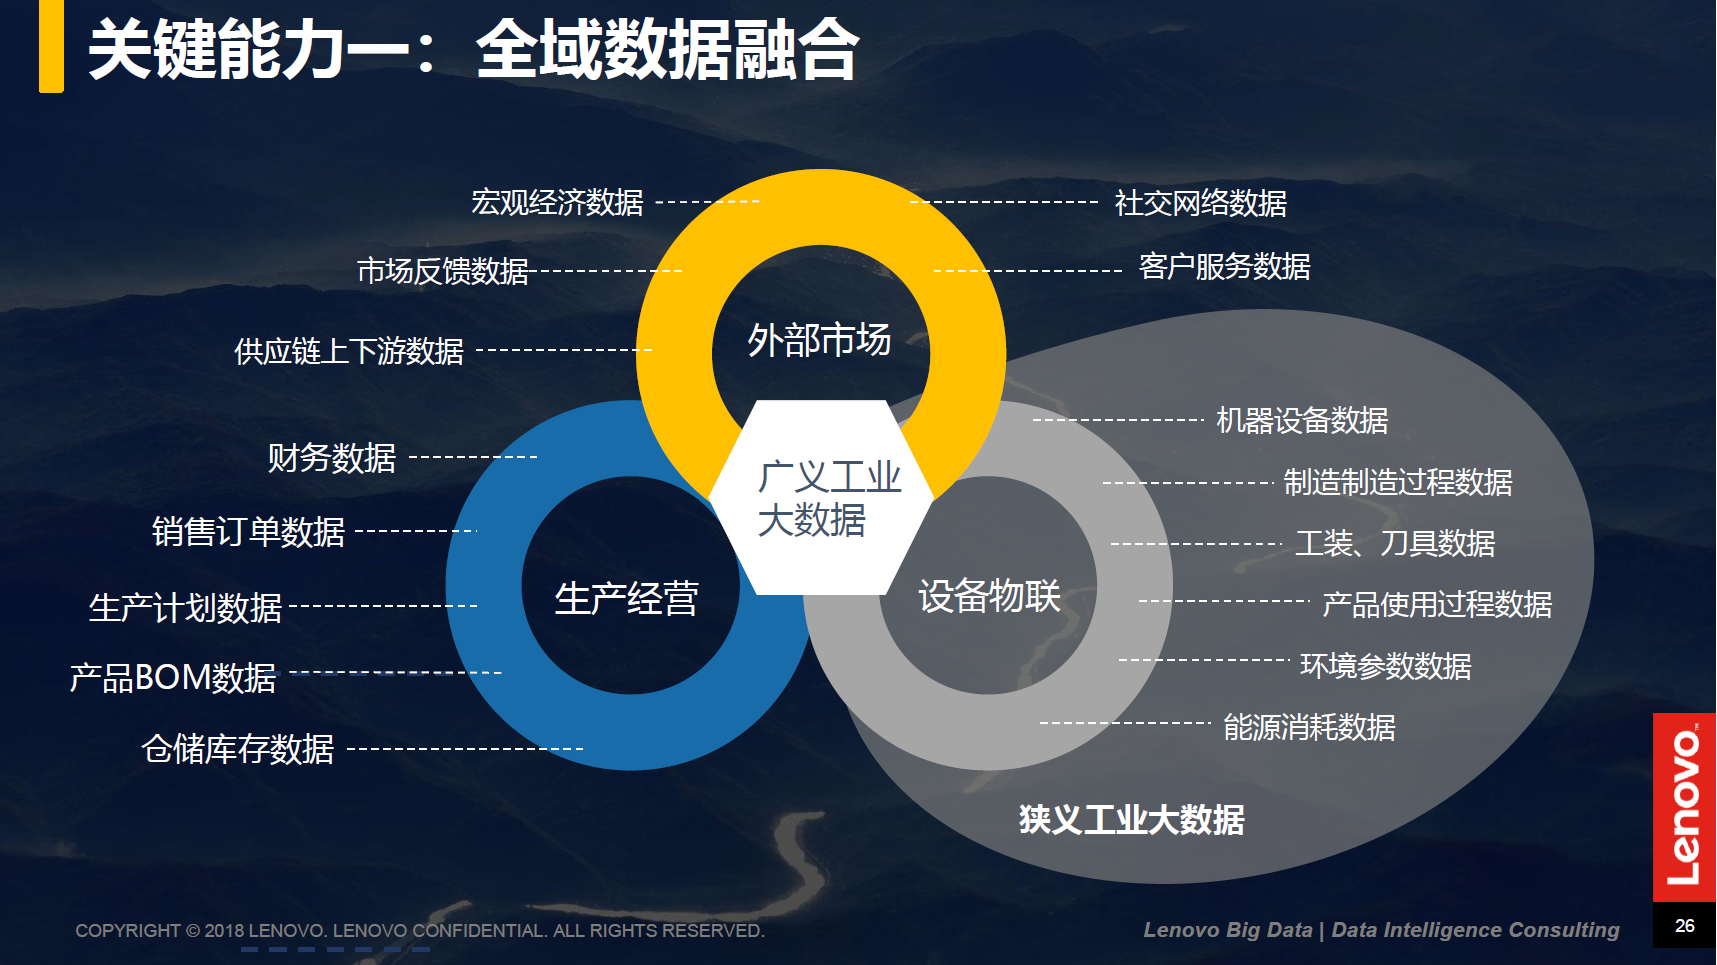 关键能力一：全域数据融合
宏观经济数据
社交网络数据
市场反馈数据
客户服务数据
供应链上下游数据
外部市场
机器设备数据
财务数据
广义工业
大数据
制造制造过程数据
销售订单数据
工装、刀具数据
生产经营
设备物联
生产计划数据
产品使用过程数据
产品BOM数据
环境参数数据
仓储库存数据
能源消耗数据
狭义工业大数据
Lenovo™
COPYRIGHT © 2018 LENOVO. LENOVO CONFIDENTIAL. ALL RIGHTS RESERVED.
Lenovo Big Data | Data Intelligence Consulting
26